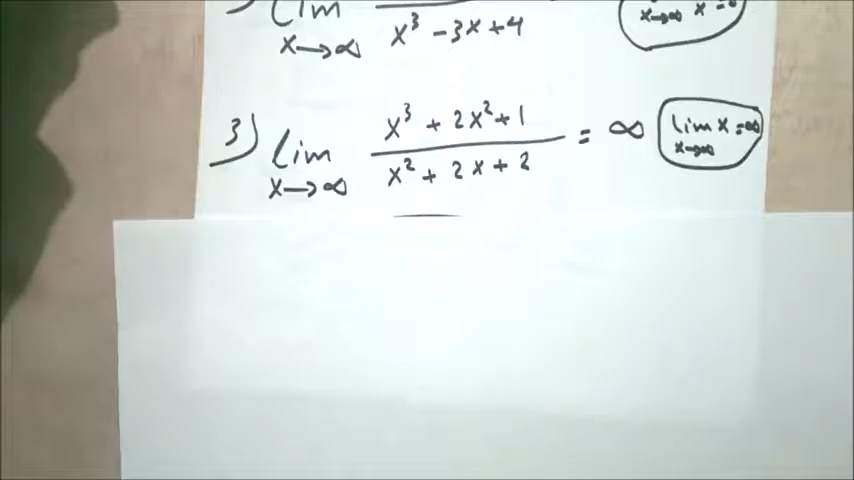 lim x→∞ x³ - 3x + 4
3) lim x→∞ (x³ + 2x² + 1)/(x² + 2x + 2) = ∞ lim x→∞ x = ∞